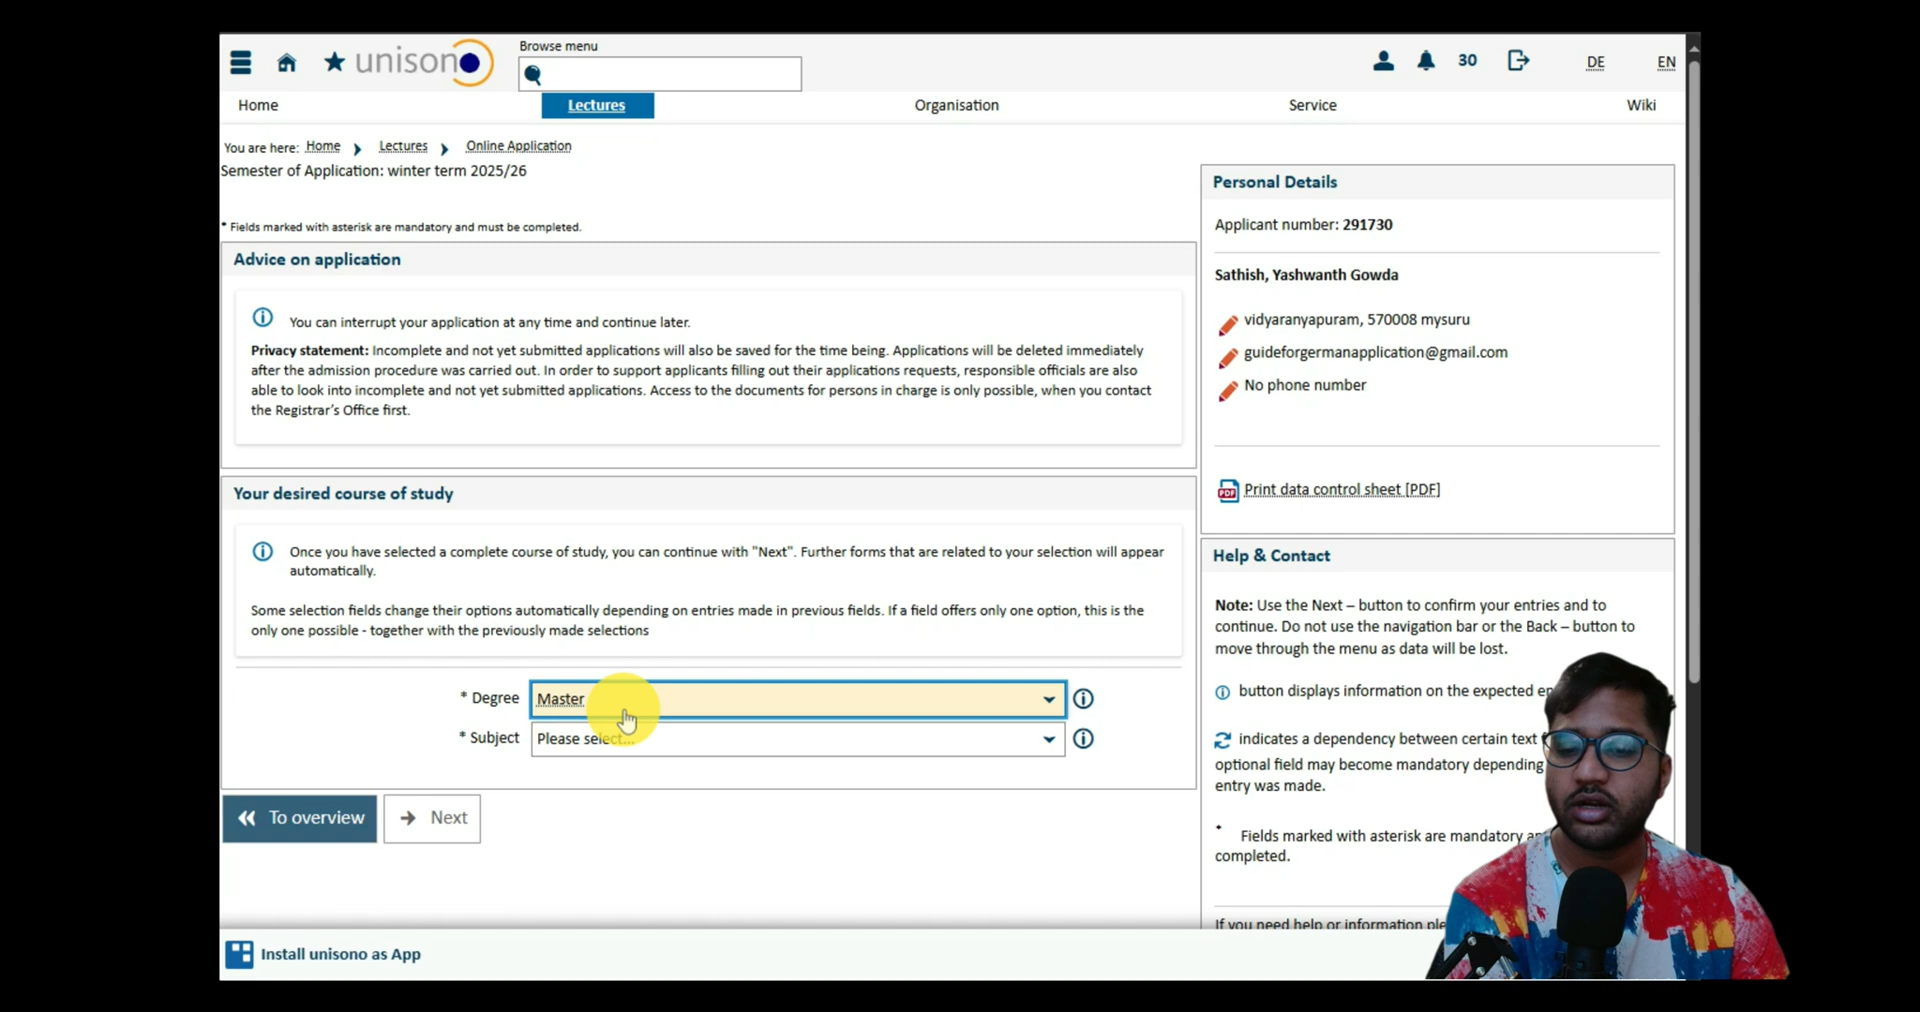 unisono
Browse menu
30
DE
EN
Home
Lectures
Organisation
Service
Wiki
You are here: Home
Lectures
Online Application
Semester of Application: winter term 2025/26
* Fields marked with asterisk are mandatory and must be completed.
Advice on application
You can interrupt your application at any time and continue later.
Privacy statement: Incomplete and not yet submitted applications will also be saved for the time being. Applications will be deleted immediately
after the admission procedure was carried out. In order to support applicants filling out their applications requests, responsible officials are also
able to look into incomplete and not yet submitted applications. Access to the documents for persons in charge is only possible, when you contact
the Registrar's Office first.
Your desired course of study
Once you have selected a complete course of study, you can continue with "Next". Further forms that are related to your selection will appear
automatically.
Some selection fields change their options automatically depending on entries made in previous fields. If a field offers only one option, this is the
only one possible - together with the previously made selections
* Degree
Master
* Subject
Please select...
To overview
Next
Personal Details
Applicant number: 291730
Sathish, Yashwanth Gowda
vidyaranyapuram, 570008 mysuru
guideforgermanapplication@gmail.com
No phone number
PDF
Print data control sheet [PDF]
Help & Contact
Note: Use the Next – button to confirm your entries and to
continue. Do not use the navigation bar or the Back – button to
move through the menu as data will be lost.
button displays information on the expected
indicates a dependency between certain text
optional field may become mandatory depending
entry was made.
* Fields marked with asterisk are mandatory
completed.
If you need help or information
Install unisono as App